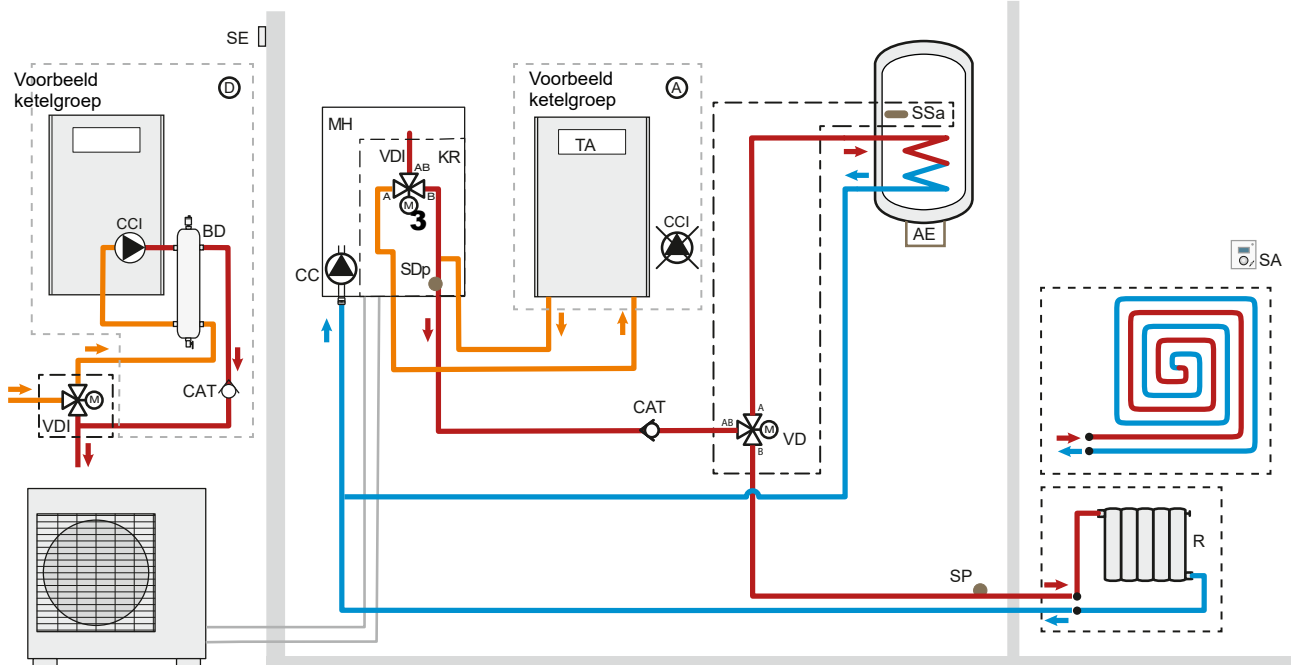 SE
Voorbeeld
ketelgroep
D
CCI
BD
CAT
M
VDI
MH
VDI
KR
AB
A
B
M
3
SDp
CC
Voorbeeld
ketelgroep
A
TA
CCI
SSa
AE
CAT
AB
A
M
VD
B
SA
R
SP